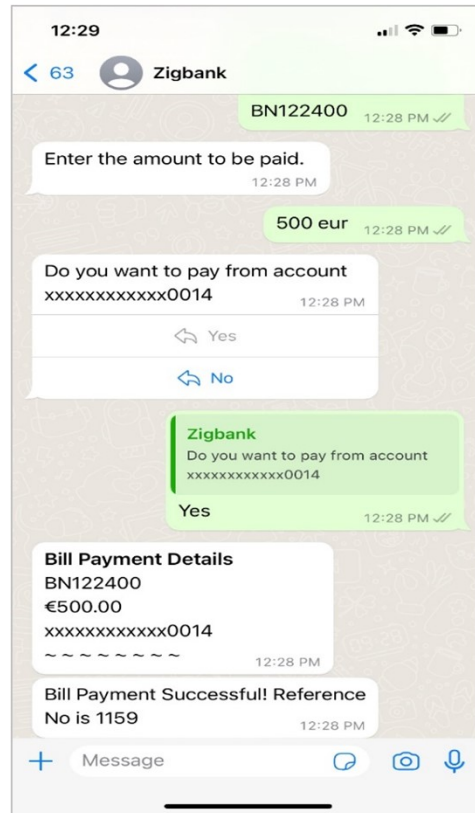 12:29
63 Zigbank
BN122400 12:28 PM
Enter the amount to be paid.
12:28 PM
500 eur 12:28 PM
Do you want to pay from account
xxxxxxxxxxxx0014 12:28 PM
Yes
No
Zigbank
Do you want to pay from account
xxxxxxxxxxxx0014
Yes 12:28 PM
Bill Payment Details
BN122400
€500.00
xxxxxxxxxxxx0014
~ ~ ~ ~ ~ ~ ~ ~ 12:28 PM
Bill Payment Successful! Reference
No is 1159 12:28 PM
Message